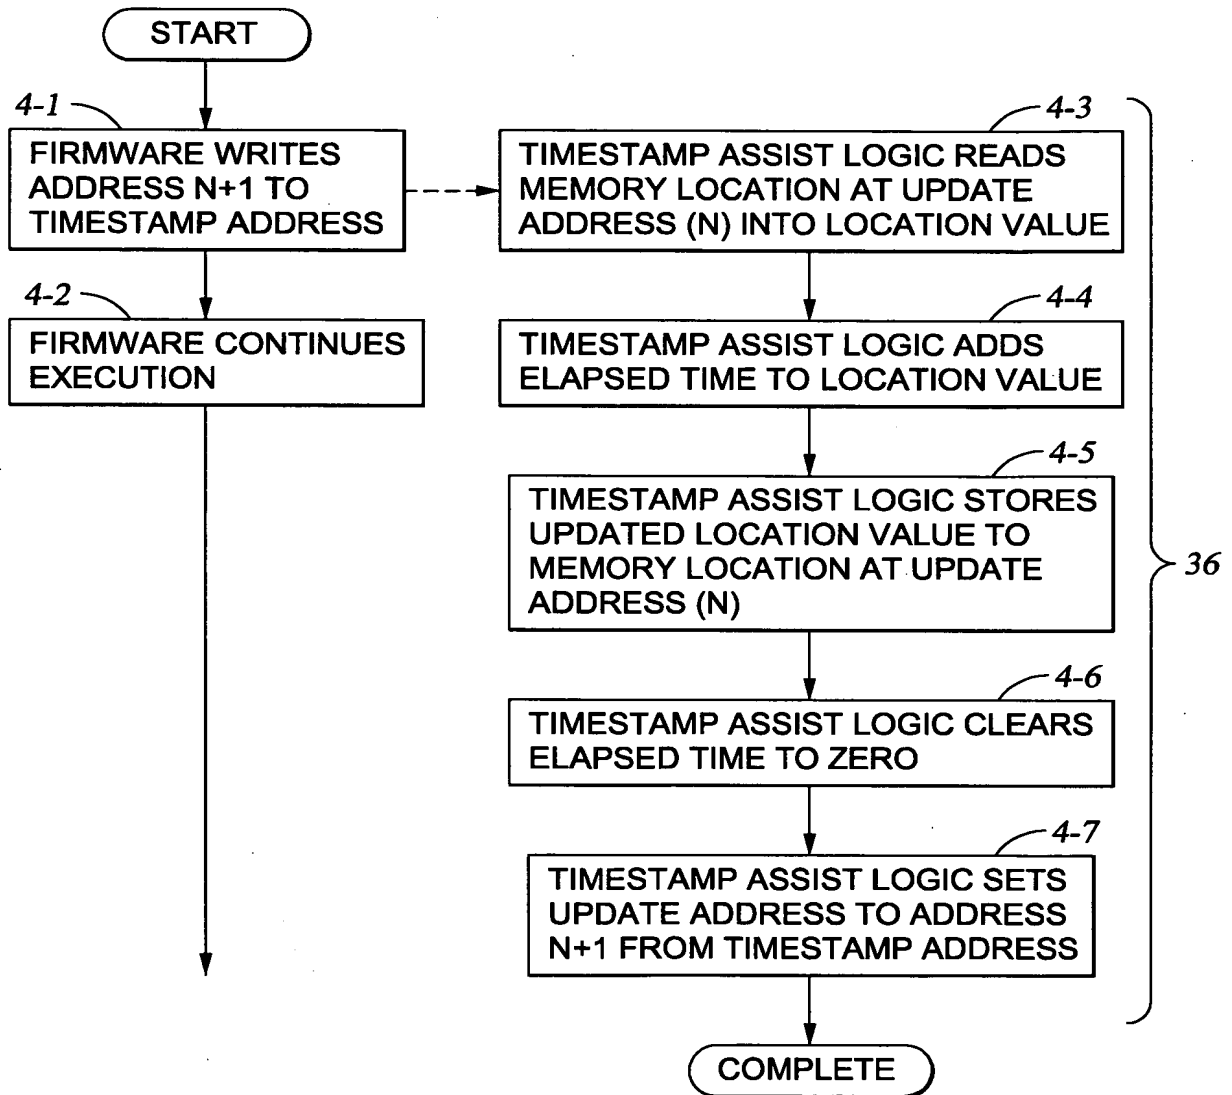 START
4-1
FIRMWARE WRITES
ADDRESS N+1 TO
TIMESTAMP ADDRESS
4-2
FIRMWARE CONTINUES
EXECUTION
4-3
TIMESTAMP ASSIST LOGIC READS
MEMORY LOCATION AT UPDATE
ADDRESS (N) INTO LOCATION VALUE
4-4
TIMESTAMP ASSIST LOGIC ADDS
ELAPSED TIME TO LOCATION VALUE
4-5
TIMESTAMP ASSIST LOGIC STORES
UPDATED LOCATION VALUE TO
MEMORY LOCATION AT UPDATE
ADDRESS (N)
36
4-6
TIMESTAMP ASSIST LOGIC CLEARS
ELAPSED TIME TO ZERO
4-7
TIMESTAMP ASSIST LOGIC SETS
UPDATE ADDRESS TO ADDRESS
N+1 FROM TIMESTAMP ADDRESS
COMPLETE